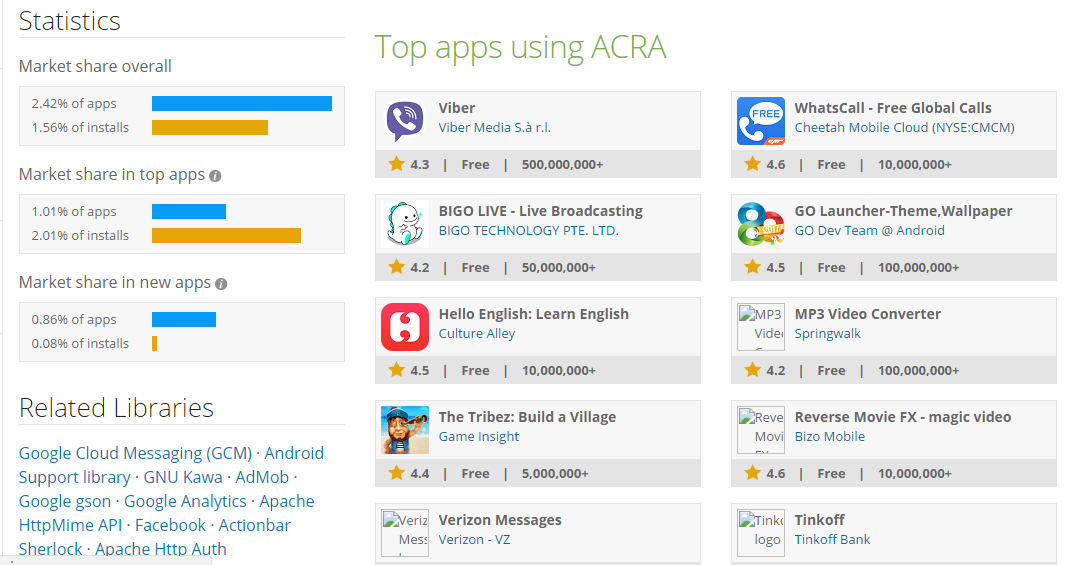 Statistics
Market share overall
2.42% of apps
1.56% of installs
Market share in top apps
1.01% of apps
2.01% of installs
Market share in new apps
0.86% of apps
0.08% of installs
Related Libraries
Google Cloud Messaging (GCM) · Android
Support library · GNU Kawa · AdMob ·
Google gson · Google Analytics · Apache
HttpMime API · Facebook · Actionbar
Sherlock · Apache Http Auth
Top apps using ACRA
Viber
Viber Media S.à r.l.
4.3 | Free | 500,000,000+
FREE
WhatsCall - Free Global Calls
Cheetah Mobile Cloud (NYSE:CMCM)
4.6 | Free | 10,000,000+
BIGO LIVE - Live Broadcasting
BIGO TECHNOLOGY PTE. LTD.
4.2 | Free | 50,000,000+
GO Launcher-Theme,Wallpaper
GO Dev Team @ Android
4.5 | Free | 100,000,000+
Hello English: Learn English
Culture Alley
4.5 | Free | 10,000,000+
MP3
Video
MP3 Video Converter
Springwalk
4.2 | Free | 100,000,000+
The Tribez: Build a Village
Game Insight
4.4 | Free | 5,000,000+
Reve
Movi
Reverse Movie FX - magic video
Bizo Mobile
4.6 | Free | 10,000,000+
Veriz
Mess
Verizon Messages
Verizon - VZ
Tinko
logo
Tinkoff
Tinkoff Bank